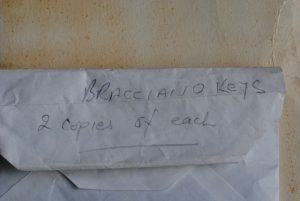 BRACCIANO KEYS
2 copies of each